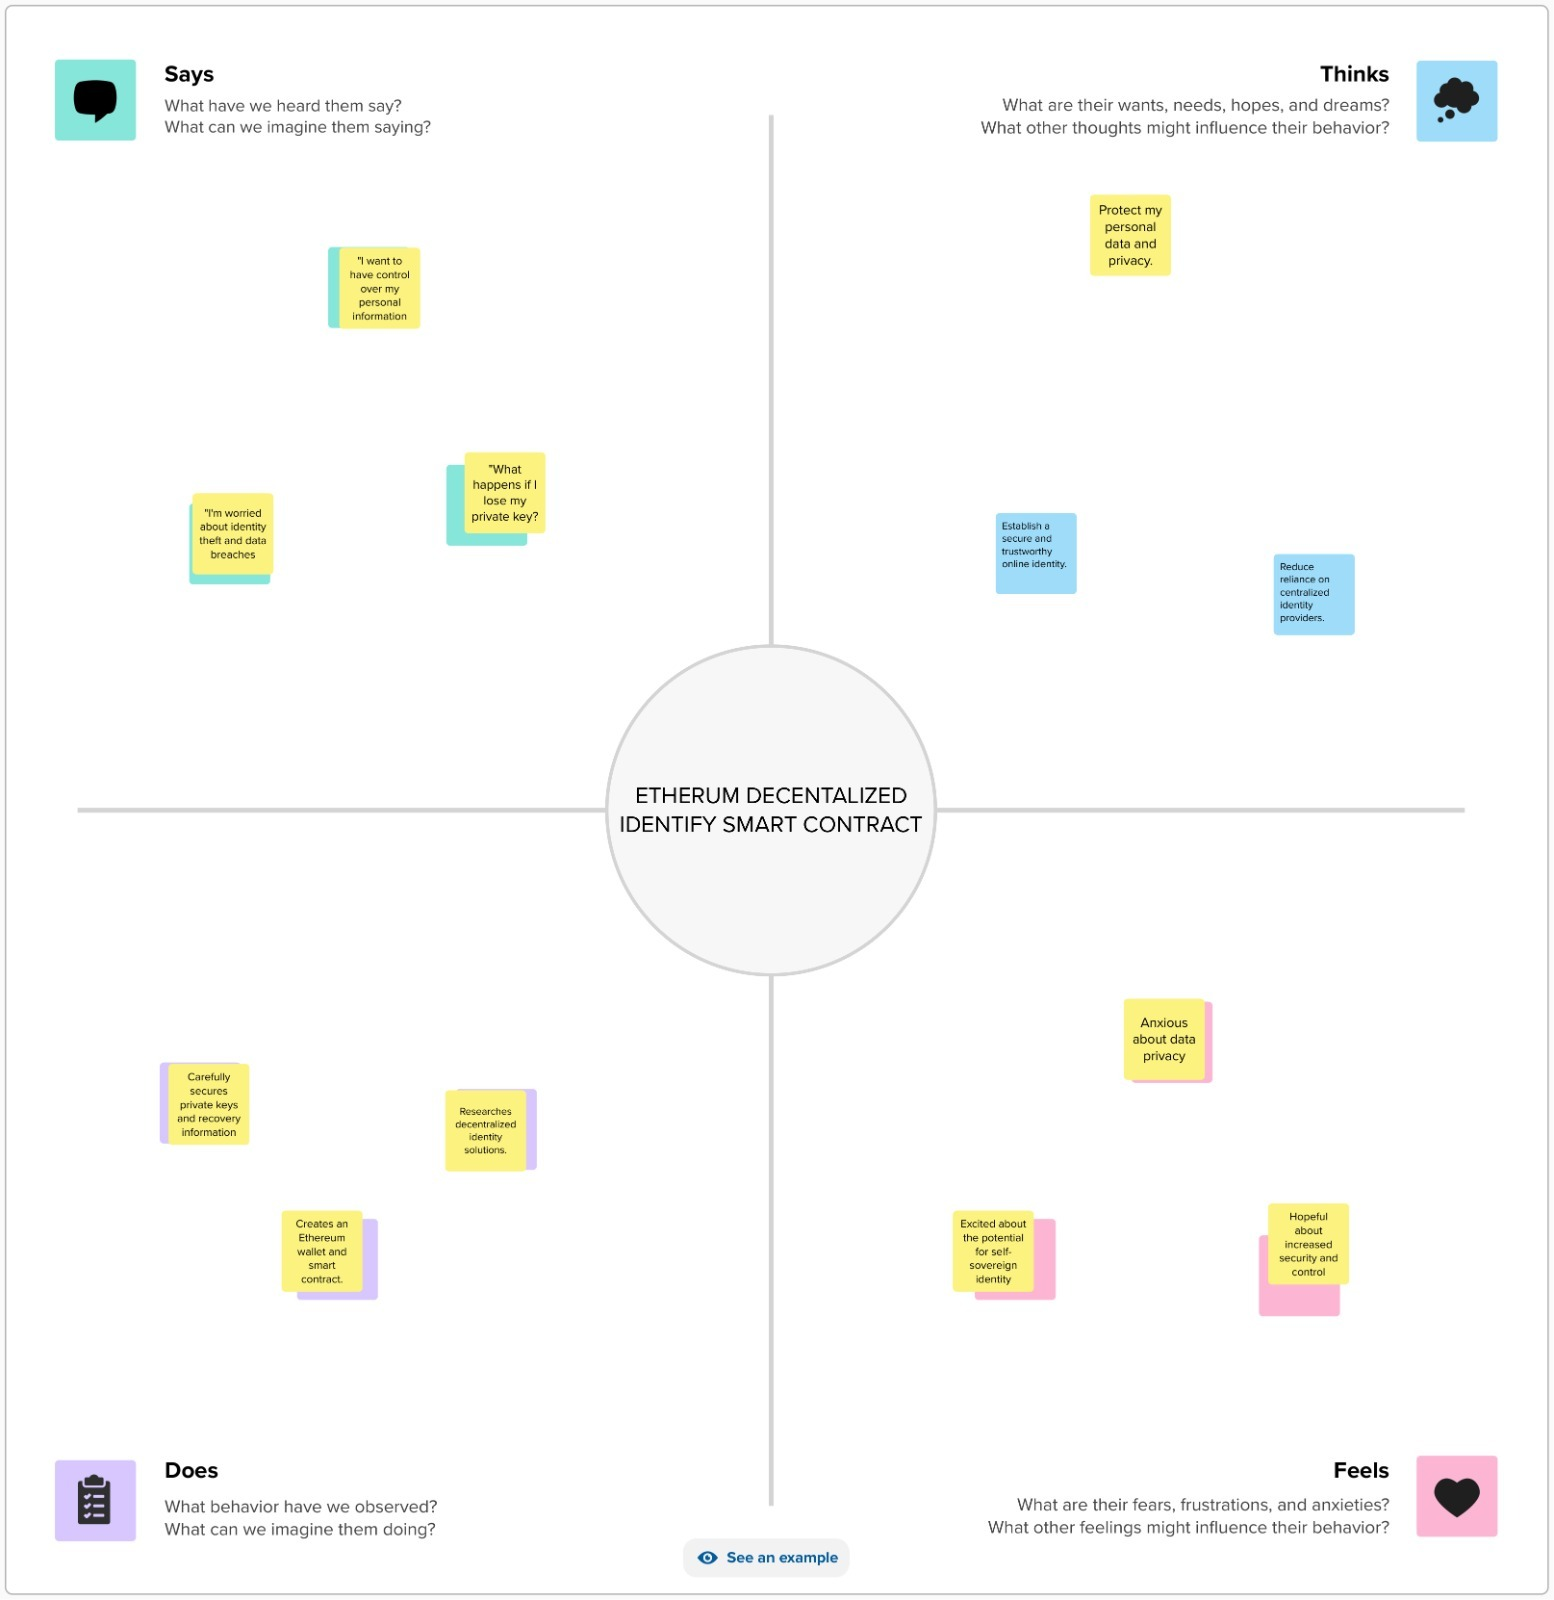 Says
What have we heard them say?
What can we imagine them saying?
Thinks
What are their wants, needs, hopes, and dreams?
What other thoughts might influence their behavior?
"I want to
have control
over my
personal
information
"I'm worried
about identity
theft and data
breaches
"What
happens if I
lose my
private key?
Protect my
personal
data and
privacy.
Establish a
secure and
trustworthy
online identity.
Reduce
reliance on
centralized
identity
providers.
ETHERUM DECENTALIZED
IDENTIFY SMART CONTRACT
Carefully
secures
private keys
and recovery
information
Researches
decentralized
identity
solutions.
Creates an
Ethereum
wallet and
smart
contract.
Anxious
about data
privacy
Excited about
the potential
for self-
sovereign
identity
Hopeful
about
increased
security and
control
Does
What behavior have we observed?
What can we imagine them doing?
Feels
What are their fears, frustrations, and anxieties?
What other feelings might influence their behavior?
See an example